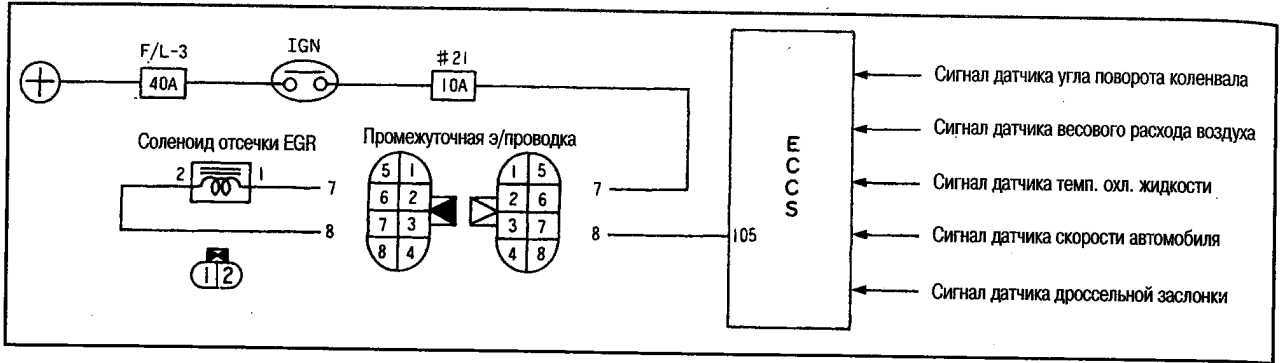 F/L-3
IGN
#21
40A
10A
Соленоид отсечки EGR
Промежуточная э/проводка
2 1
7
8
1 2
5 1
6 2
7 3
8 4
1 5
2 6
3 7
4 8
7
8
105
ECCS
Сигнал датчика угла поворота коленвала
Сигнал датчика весового расхода воздуха
Сигнал датчика темп. охл. жидкости
Сигнал датчика скорости автомобиля
Сигнал датчика дроссельной заслонки